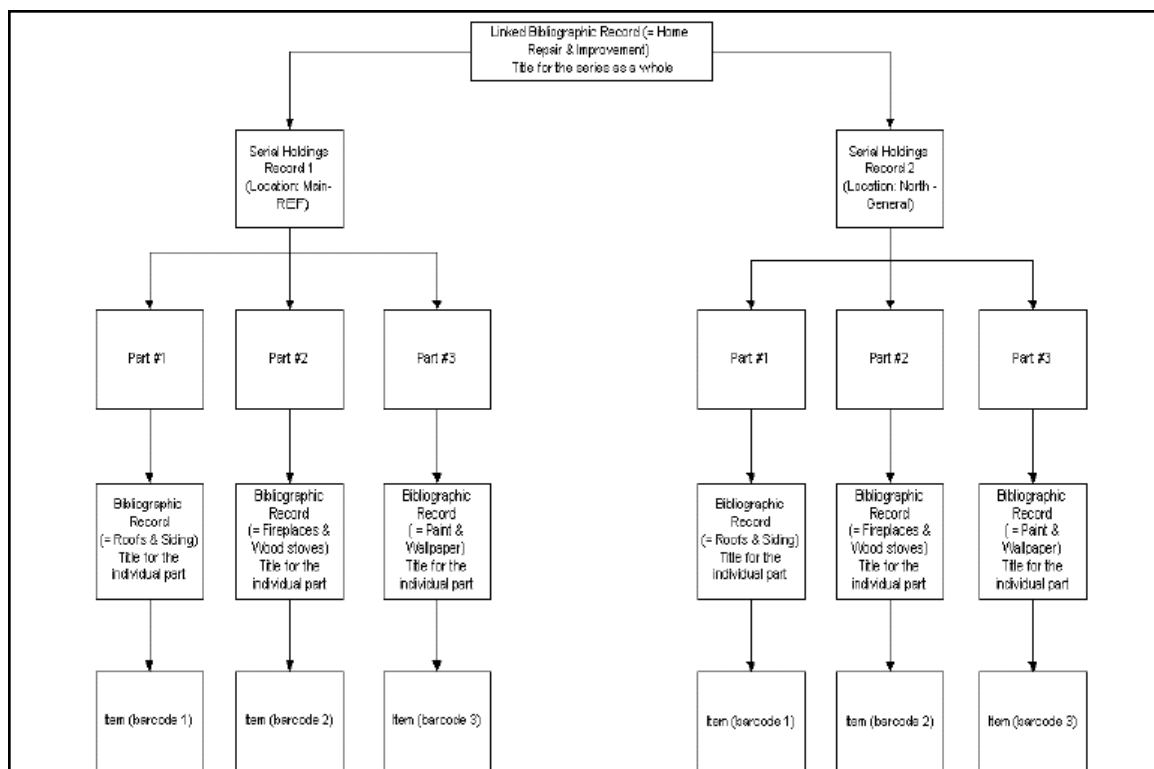 Linked Bibliographic Record (= Home
Repair & Improvement)
Title for the series as a whole
Serial Holdings
Record 1
(Location: Main-
REF)
Serial Holdings
Record 2
(Location: North -
General)
Part #1
Part #2
Part #3
Part #1
Part #2
Part #3
Bibliographic
Record
(= Roofs & Siding)
Title for the
individual part
Bibliographic
Record
(= Fireplaces &
Wood stoves)
Title for the
individual part
Bibliographic
Record
( = Paint &
Wallpaper)
Title for the
individual part
Bibliographic
Record
(= Roofs & Siding)
Title for the
individual part
Bibliographic
Record
(= Fireplaces &
Wood stoves)
Title for the
individual part
Bibliographic
Record
( = Paint &
Wallpaper)
Title for the
individual part
Item (barcode 1)
Item (barcode 2)
Item (barcode 3)
Item (barcode 1)
Item (barcode 2)
Item (barcode 3)